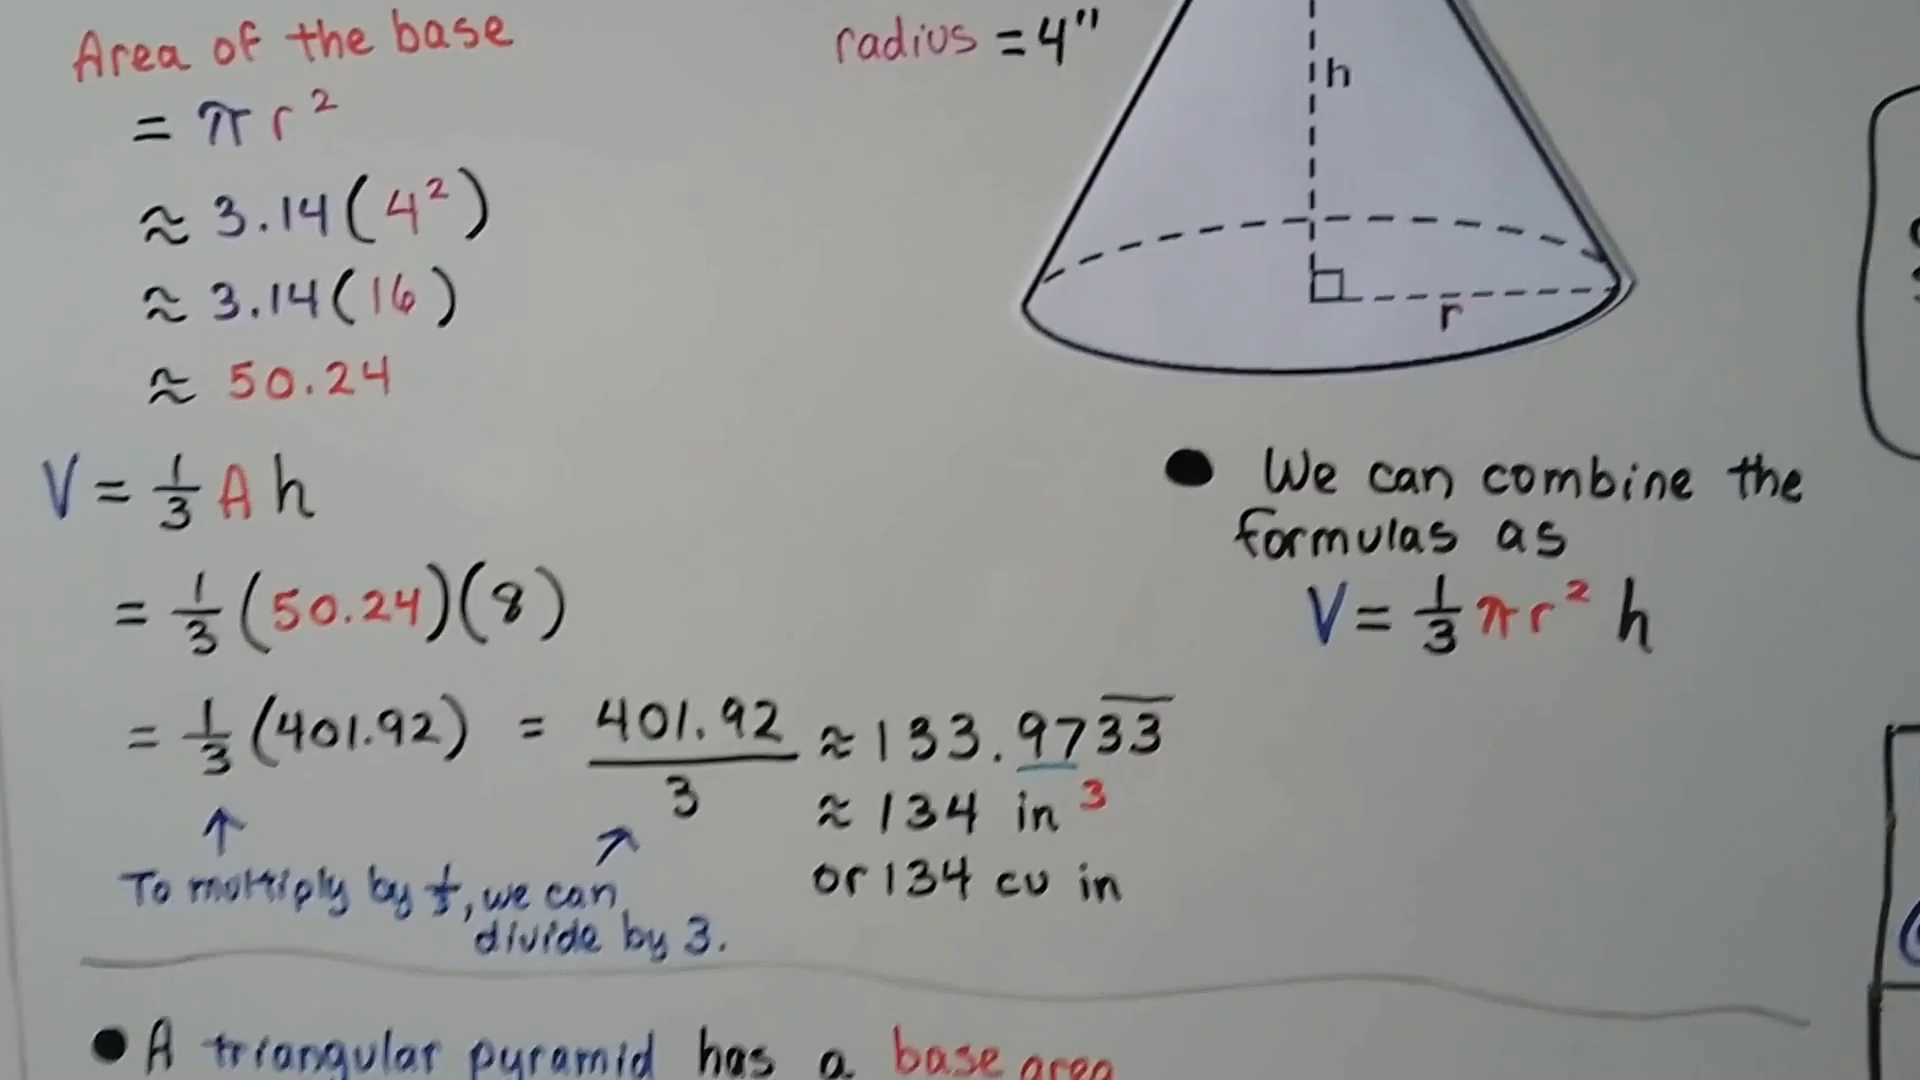 Area of the base
= πr²
≈ 3.14(4²)
≈ 3.14(16)
≈ 50.24
V = 1/3 A h
= 1/3 (50.24)(8)
= 1/3 (401.92) = 401.92/3 ≈ 133.9733̅
≈ 134 in³
or 134 cu in
To multiply by 1/3, we can
divide by 3.
radius = 4"
h
r
● We can combine the
formulas as
V = 1/3 πr² h
● A triangular pyramid has a base area